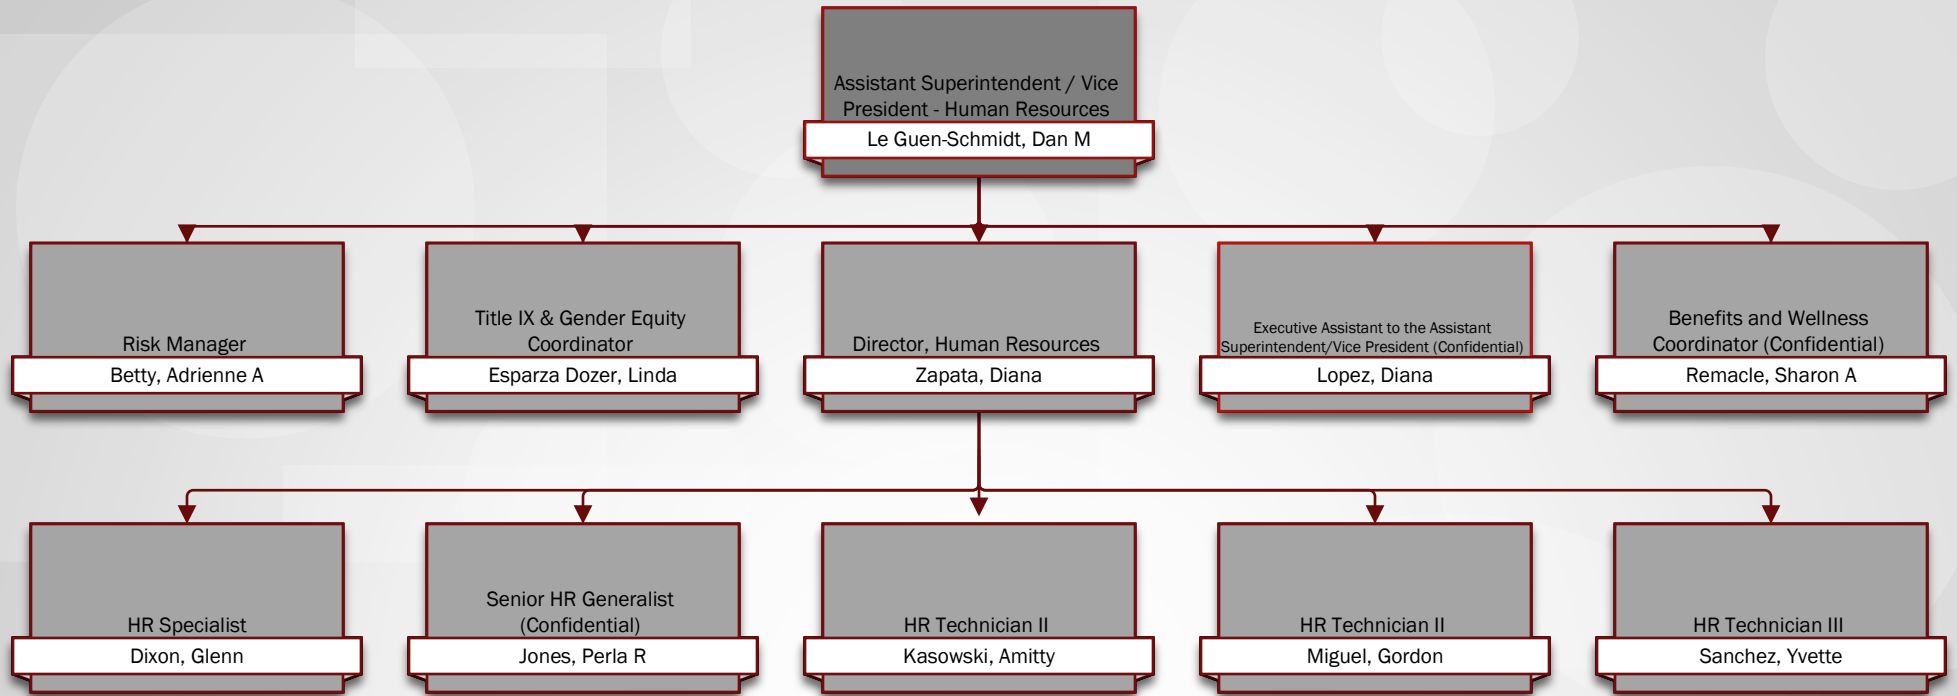 Assistant Superintendent / Vice
President - Human Resources
Le Guen-Schmidt, Dan M
Risk Manager
Betty, Adrienne A
Title IX & Gender Equity
Coordinator
Esparza Dozer, Linda
Director, Human Resources
Zapata, Diana
Executive Assistant to the Assistant
Superintendent/Vice President (Confidential)
Lopez, Diana
Benefits and Wellness
Coordinator (Confidential)
Remacle, Sharon A
HR Specialist
Dixon, Glenn
Senior HR Generalist
(Confidential)
Jones, Perla R
HR Technician II
Kasowski, Amitty
HR Technician II
Miguel, Gordon
HR Technician III
Sanchez, Yvette